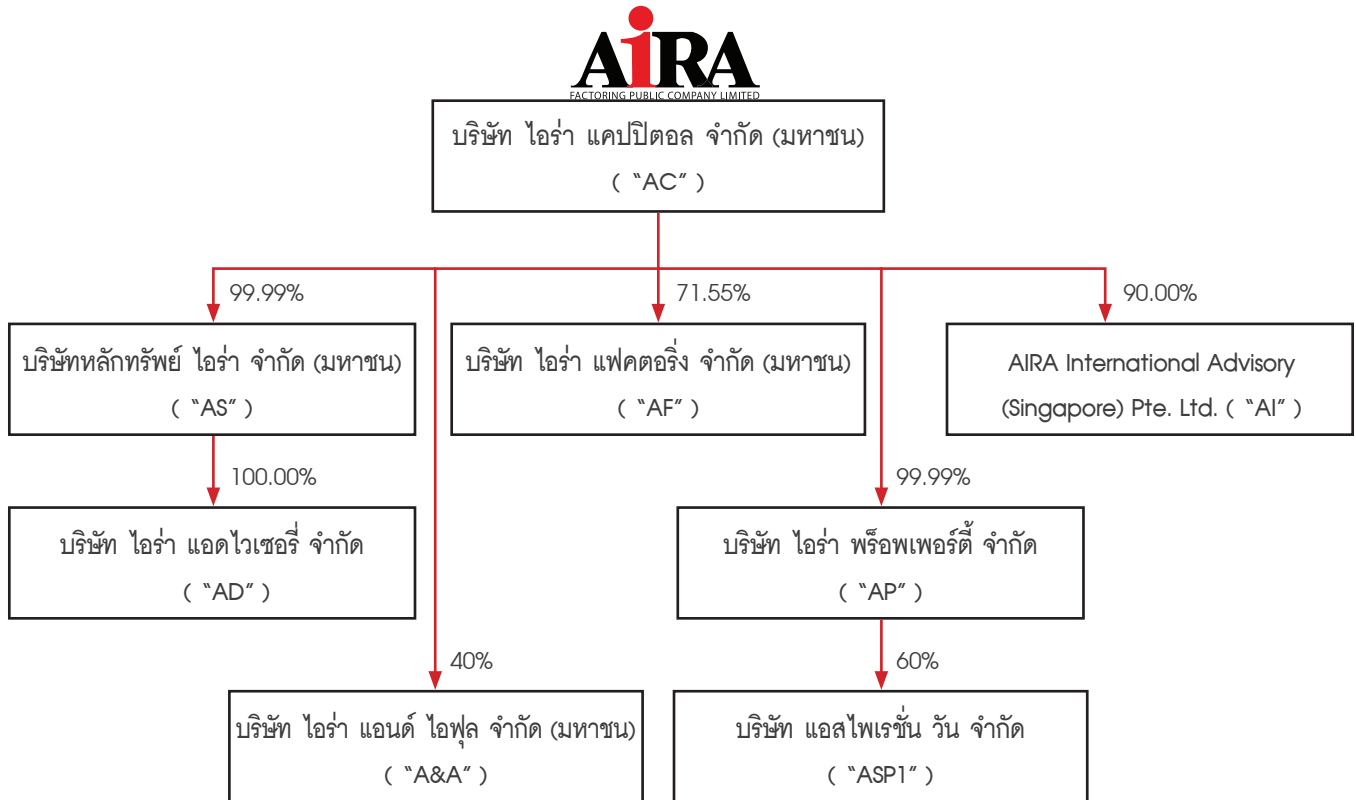 AiRA
FACTORING PUBLIC COMPANY LIMITED
บริษัท ไอร่า แคปปิตอล จำกัด (มหาชน)
( “AC” )
99.99%
71.55%
90.00%
บริษัทหลักทรัพย์ ไอร่า จำกัด (มหาชน)
( “AS” )
บริษัท ไอร่า แฟคตอริ่ง จำกัด (มหาชน)
( “AF” )
AIRA International Advisory
(Singapore) Pte. Ltd. ( “AI” )
100.00%
99.99%
บริษัท ไอร่า แอดไวเซอรี่ จำกัด
( “AD” )
บริษัท ไอร่า พร็อพเพอร์ตี้ จำกัด
( “AP” )
40%
60%
บริษัท ไอร่า แอนด์ ไอฟุล จำกัด (มหาชน)
( “A&A” )
บริษัท แอสไพเรชั่น วัน จำกัด
( “ASP1” )